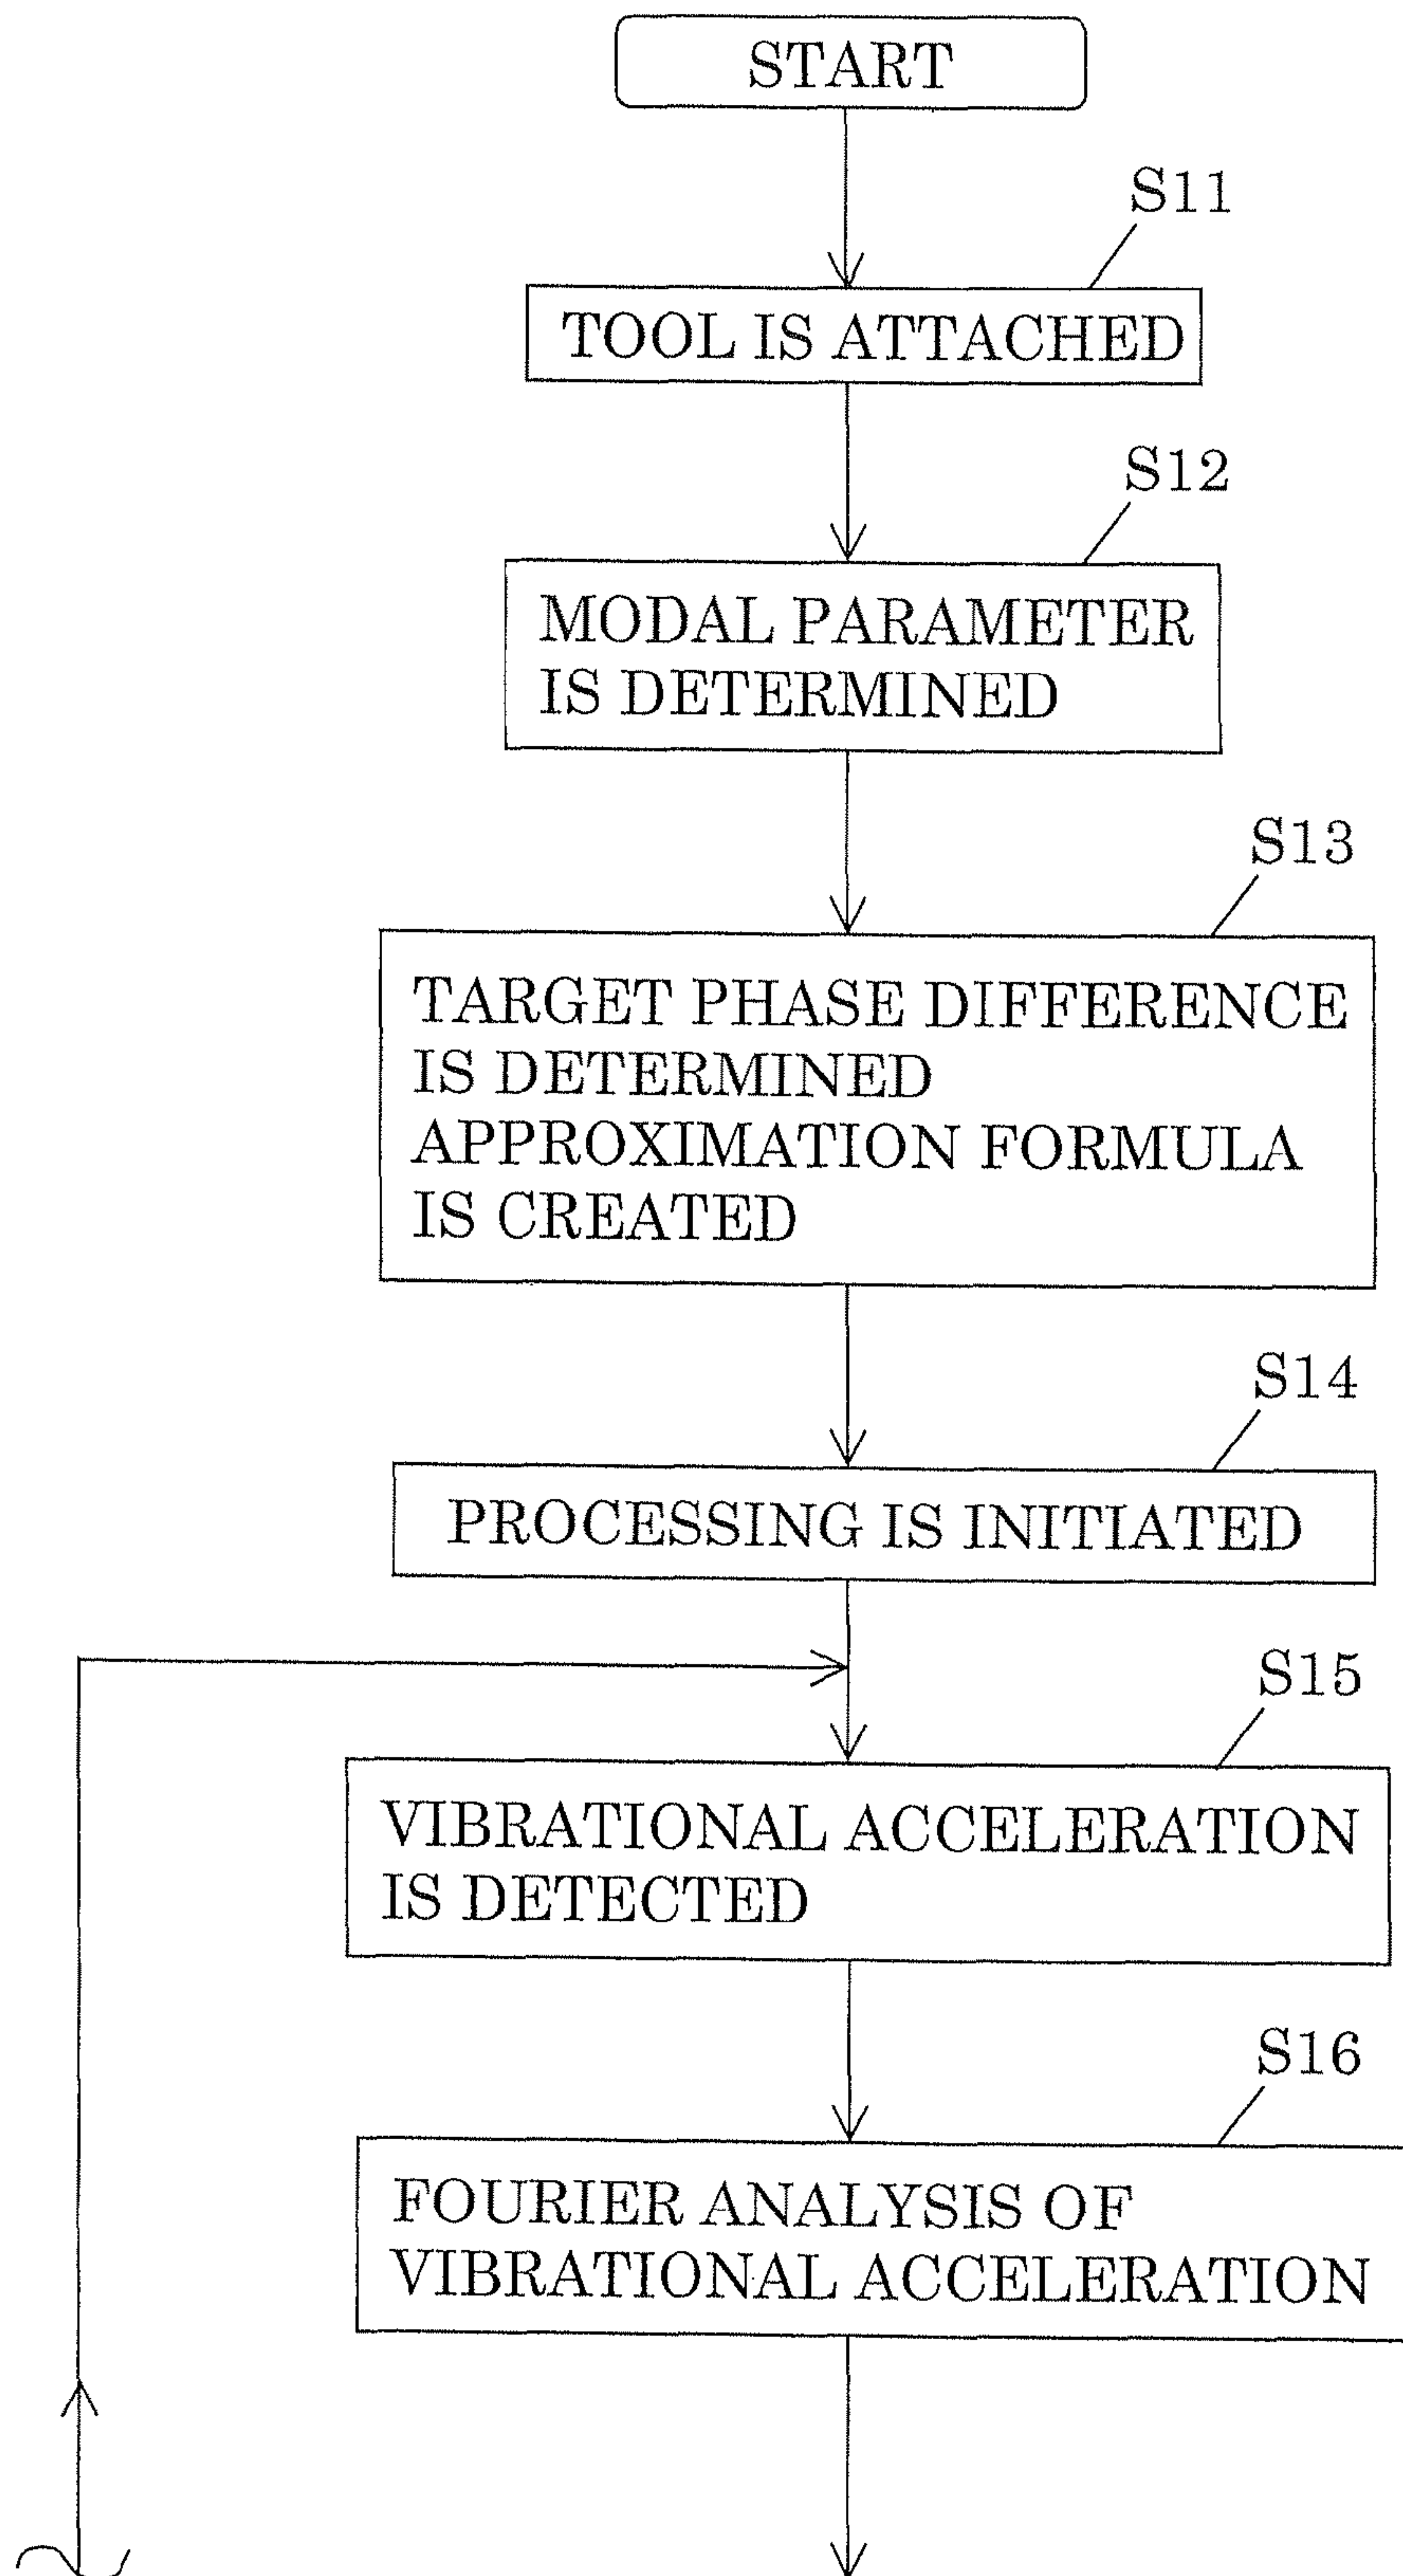 START
S11
TOOL IS ATTACHED
S12
MODAL PARAMETER
IS DETERMINED
S13
TARGET PHASE DIFFERENCE
IS DETERMINED
APPROXIMATION FORMULA
IS CREATED
S14
PROCESSING IS INITIATED
S15
VIBRATIONAL ACCELERATION
IS DETECTED
S16
FOURIER ANALYSIS OF
VIBRATIONAL ACCELERATION